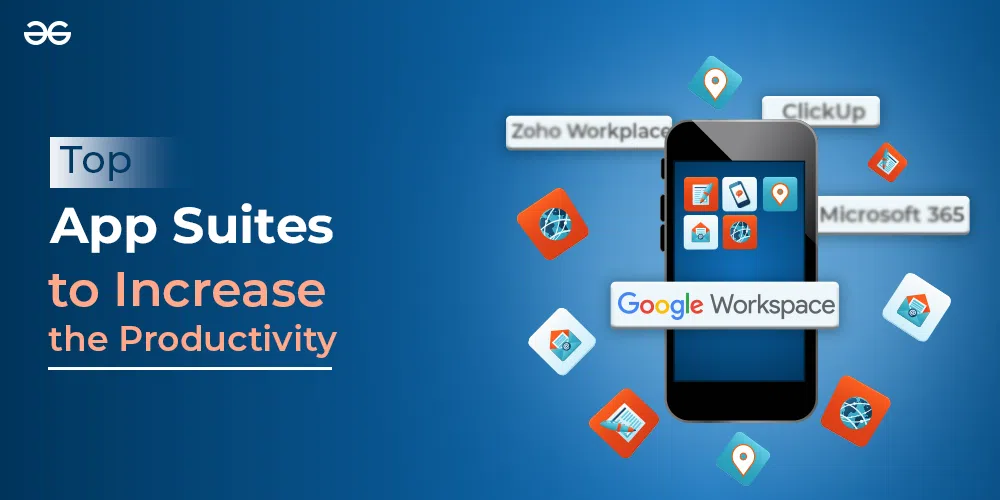 Top
App Suites
to Increase
the Productivity
ClickUp
Zoho Workplace
Microsoft 365
Google Workspace